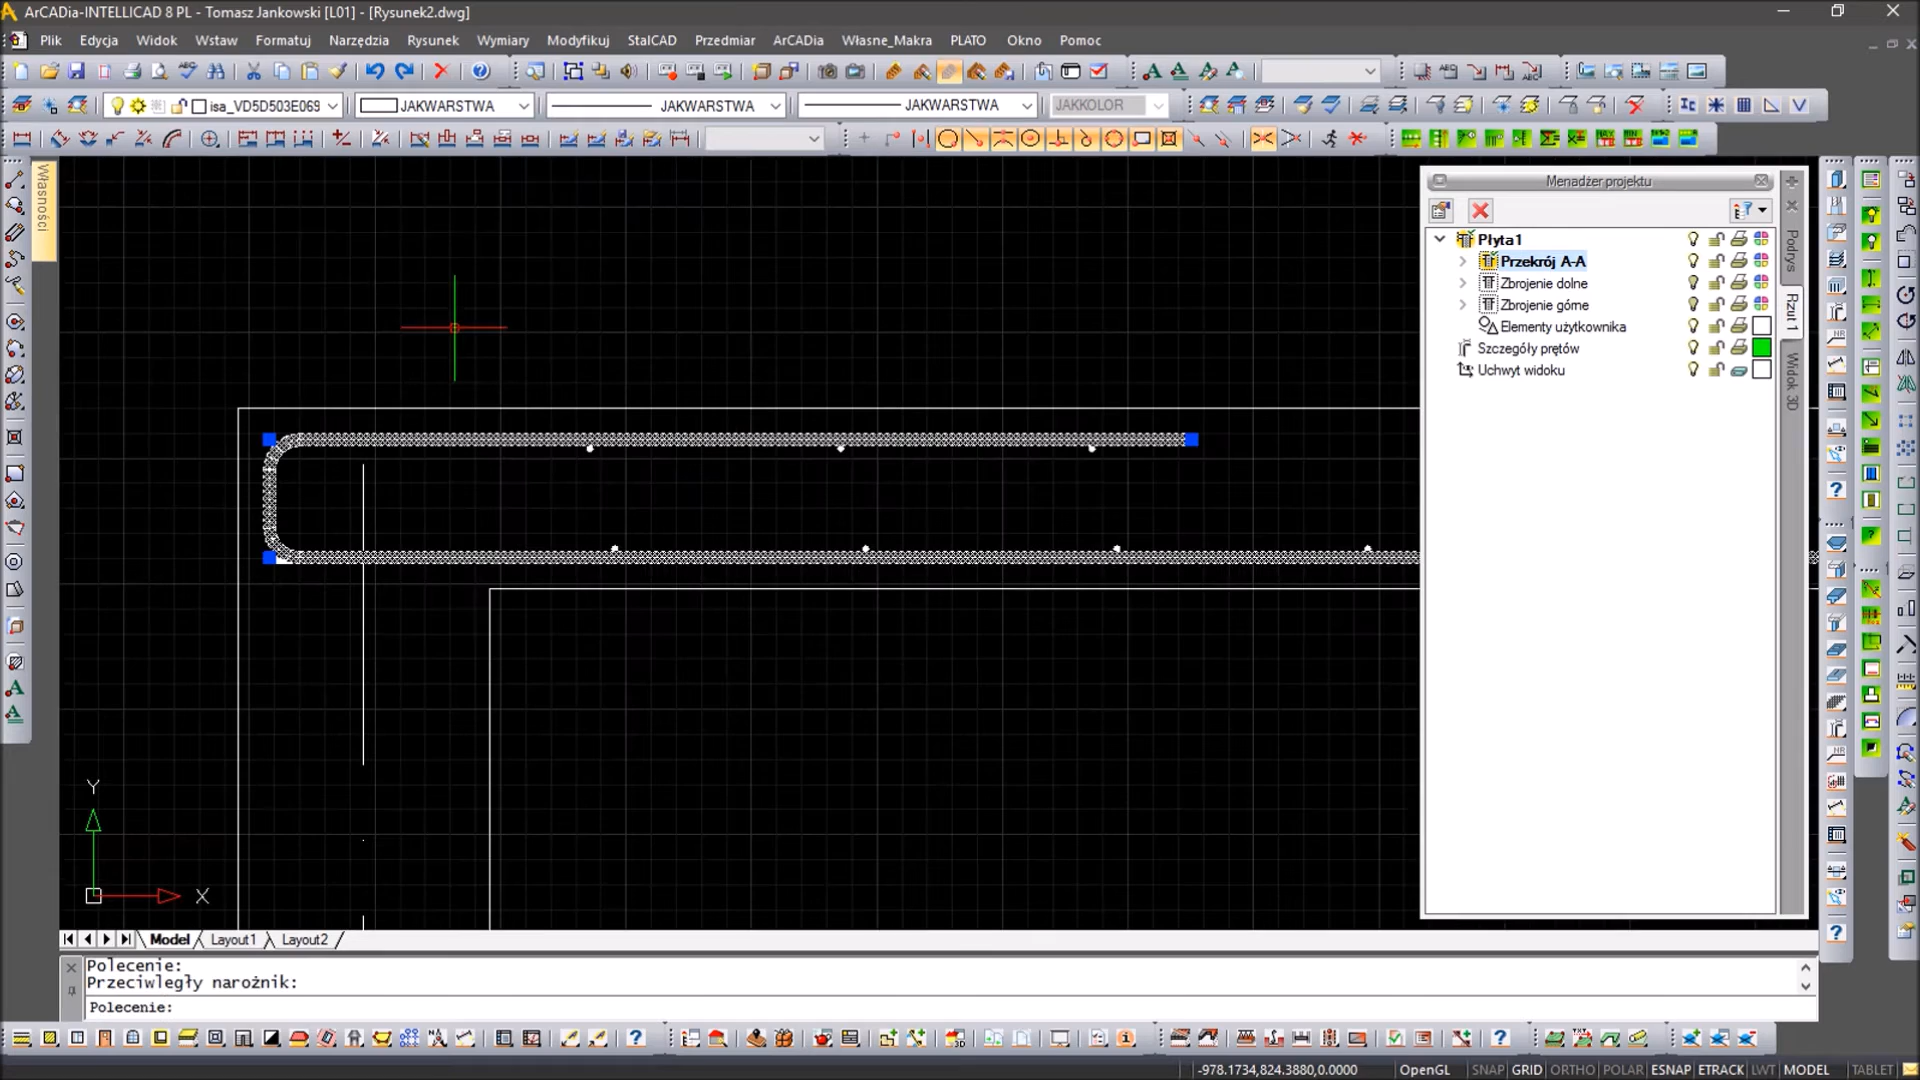 ArCADia-INTELLICAD 8 PL - Tomasz Jankowski [L01] - [Rysunek2.dwg]
Plik Edycja Widok Wstaw Formatuj Narzędzia Rysunek Wymiary Modyfikuj StalCAD Przedmiar ArCADia Własne_Makra PLATO Okno Pomoc
isa_VD5D503E069 JAKWARSTWA JAKWARSTWA JAKWARSTWA JAKKOLOR
Własności
Menadżer projektu
Płyta1
Przekrój A-A
Zbrojenie dolne
Zbrojenie górne
Elementy użytkownika
Szczegóły prętów
Uchwyt widoku
Podrys
Rzut 1
Widok 3D
Y
X
Model Layout1 Layout2
Polecenie:
Przeciwległy narożnik:
Polecenie:
-978.1734,824.3880,0.0000 OpenGL SNAP GRID ORTHO POLAR ESNAP ETRACK LWT MODEL TABLET